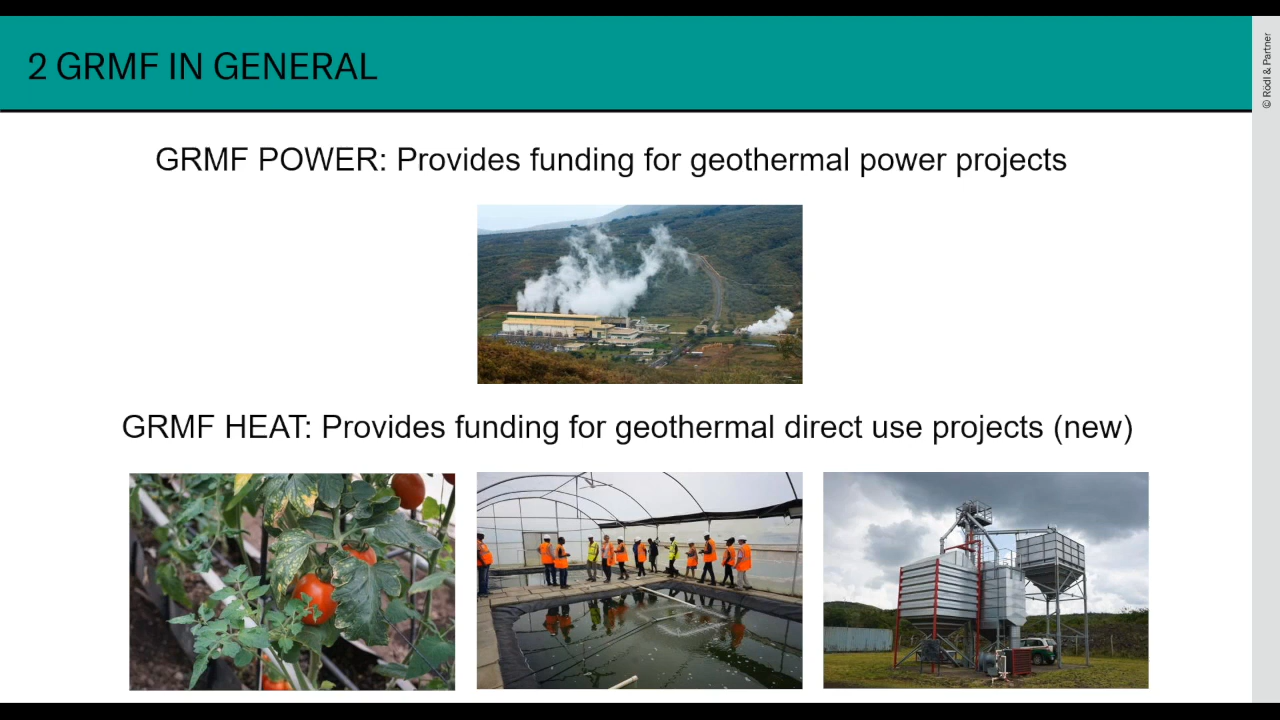 2 GRMF IN GENERAL
© Rödl & Partner
GRMF POWER: Provides funding for geothermal power projects
GRMF HEAT: Provides funding for geothermal direct use projects (new)